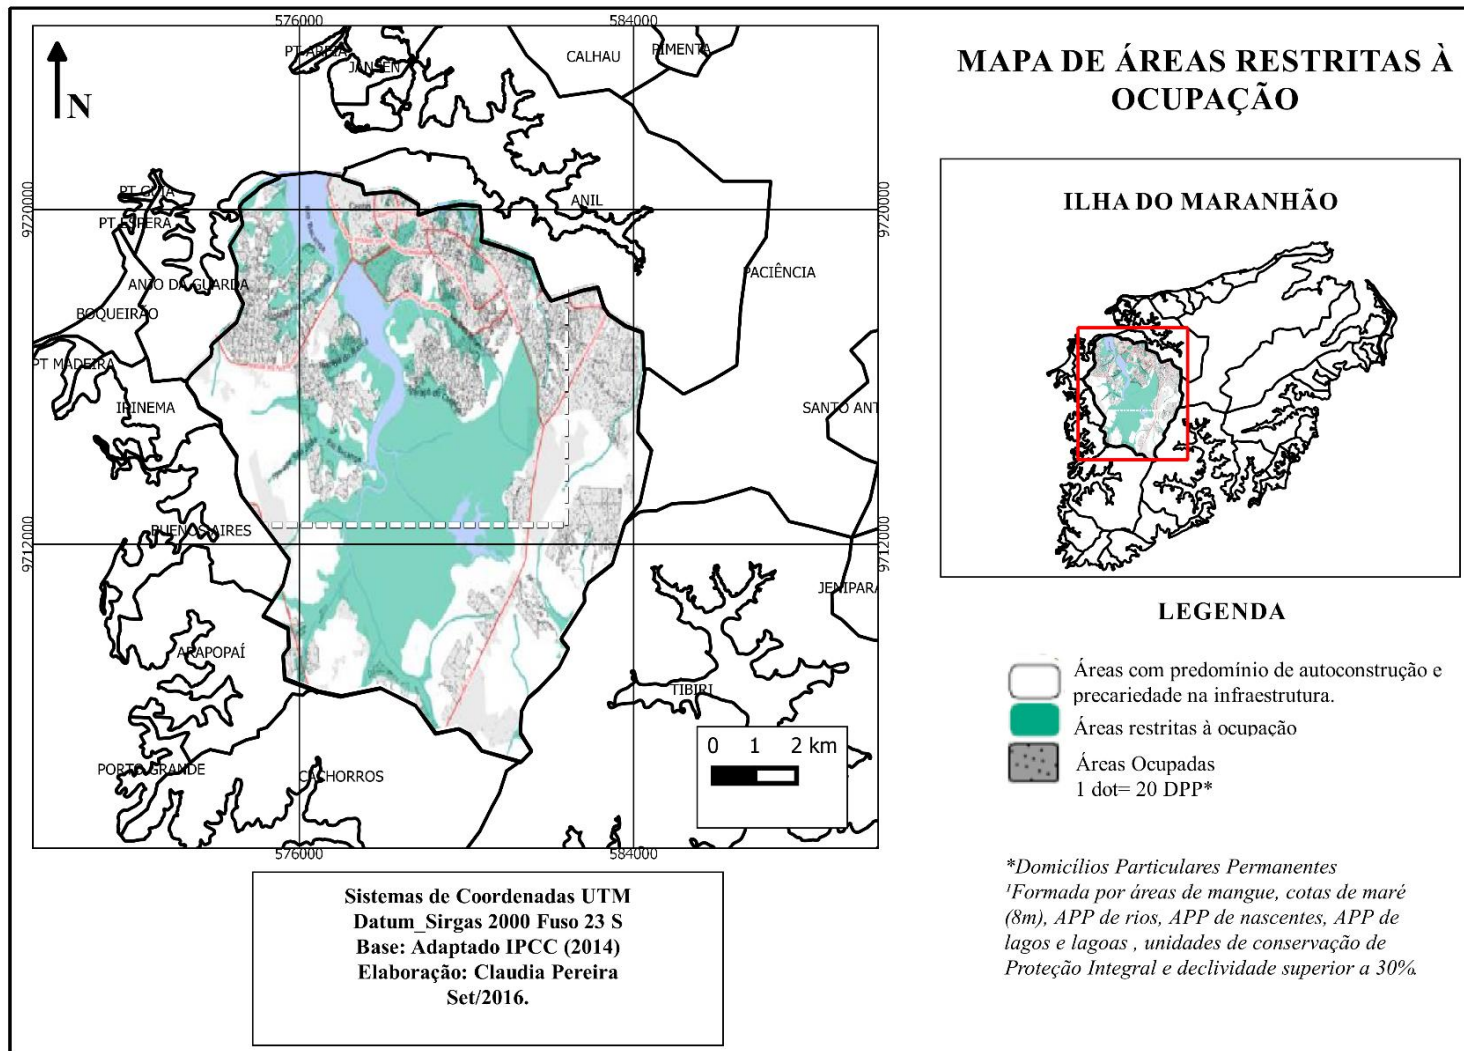 MAPA DE ÁREAS RESTRITAS À
OCUPAÇÃO
576000
584000
N
PT AREIA
JANSEN
CALHAU
PIMENTA
PT GUIA
PT ESPERA
ANIL
9720000
9720000
ANJO DA GUARDA
PACIÊNCIA
BOQUEIRÃO
PT MADEIRA
IRINEMA
SANTO ANT
BUENOS AIRES
9712000
9712000
JENIPARA
ARAPOPAÍ
TIBIRI
PORTO GRANDE
CACHORROS
0 1 2 km
576000
584000
ILHA DO MARANHÃO
LEGENDA
Áreas com predomínio de autoconstrução e
precariedade na infraestrutura.
Áreas restritas à ocupação
Áreas Ocupadas
1 dot= 20 DPP*
*Domicílios Particulares Permanentes
¹Formada por áreas de mangue, cotas de maré
(8m), APP de rios, APP de nascentes, APP de
lagos e lagoas , unidades de conservação de
Proteção Integral e declividade superior a 30%.
Sistemas de Coordenadas UTM
Datum_Sirgas 2000 Fuso 23 S
Base: Adaptado IPCC (2014)
Elaboração: Claudia Pereira
Set/2016.